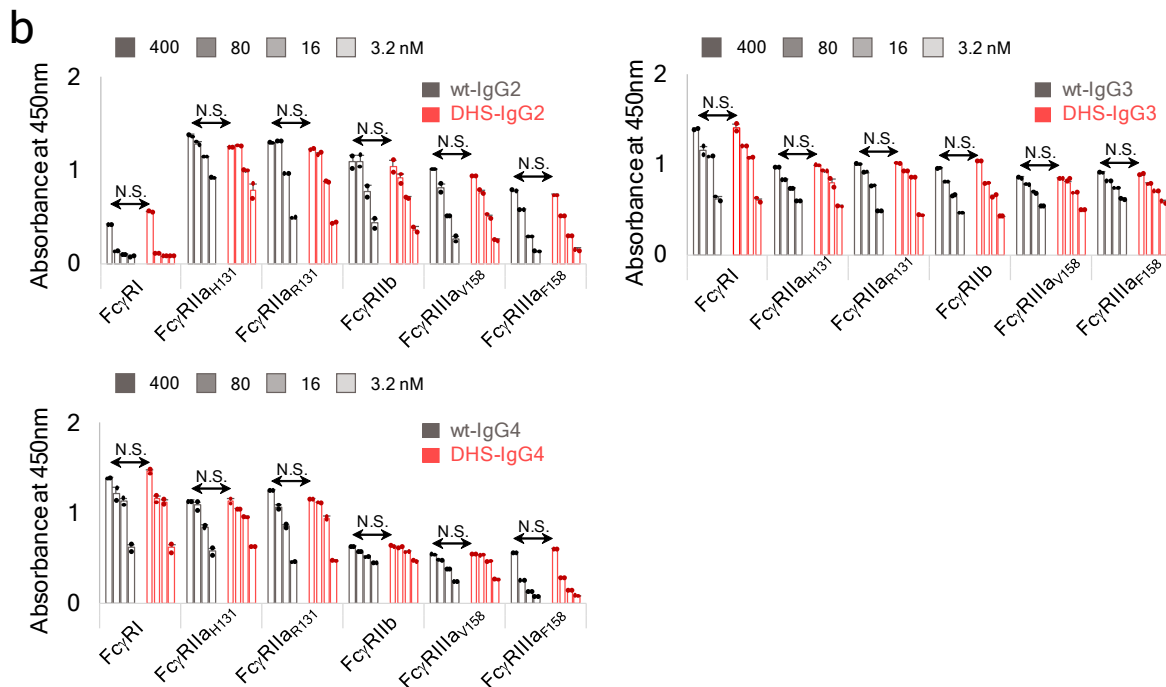 b
400 80 16 3.2 nM
2
1
0
Absorbance at 450nm
wt-IgG2
DHS-IgG2
N.S. N.S. N.S. N.S. N.S. N.S.
FcγRI FcγRIIaH131 FcγRIIaR131 FcγRIIb FcγRIIIaV158 FcγRIIIaF158
400 80 16 3.2 nM
2
1
0
Absorbance at 450nm
wt-IgG3
DHS-IgG3
N.S. N.S. N.S. N.S. N.S. N.S.
FcγRI FcγRIIaH131 FcγRIIaR131 FcγRIIb FcγRIIIaV158 FcγRIIIaF158
400 80 16 3.2 nM
2
1
0
Absorbance at 450nm
wt-IgG4
DHS-IgG4
N.S. N.S. N.S. N.S. N.S. N.S.
FcγRI FcγRIIaH131 FcγRIIaR131 FcγRIIb FcγRIIIaV158 FcγRIIIaF158